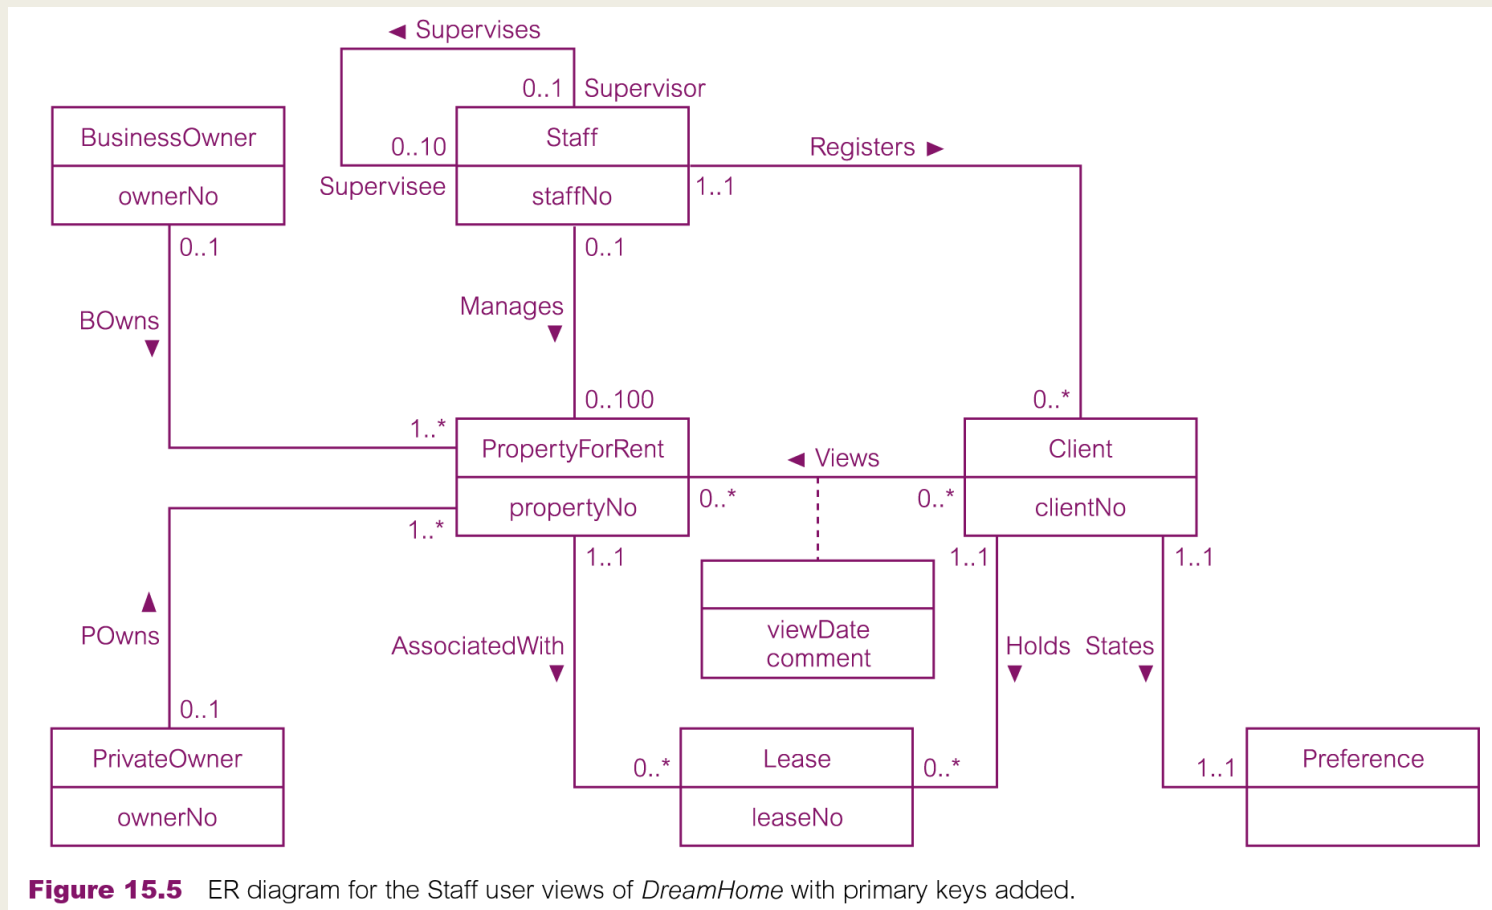 ◄ Supervises
0..1 Supervisor
BusinessOwner
Staff
0..10
Registers ►
Supervisee
ownerNo
staffNo
1..1
0..1
0..1
Manages
▼
BOwns
▼
0..100
0..*
1..*
PropertyForRent
◄ Views
Client
0..*
0..*
propertyNo
clientNo
1..*
1..1
1..1
1..1
▲
POwns
viewDate
comment
AssociatedWith
▼
Holds
▼
States
▼
0..1
PrivateOwner
0..*
Lease
0..*
1..1
Preference
ownerNo
leaseNo
Figure 15.5 ER diagram for the Staff user views of DreamHome with primary keys added.